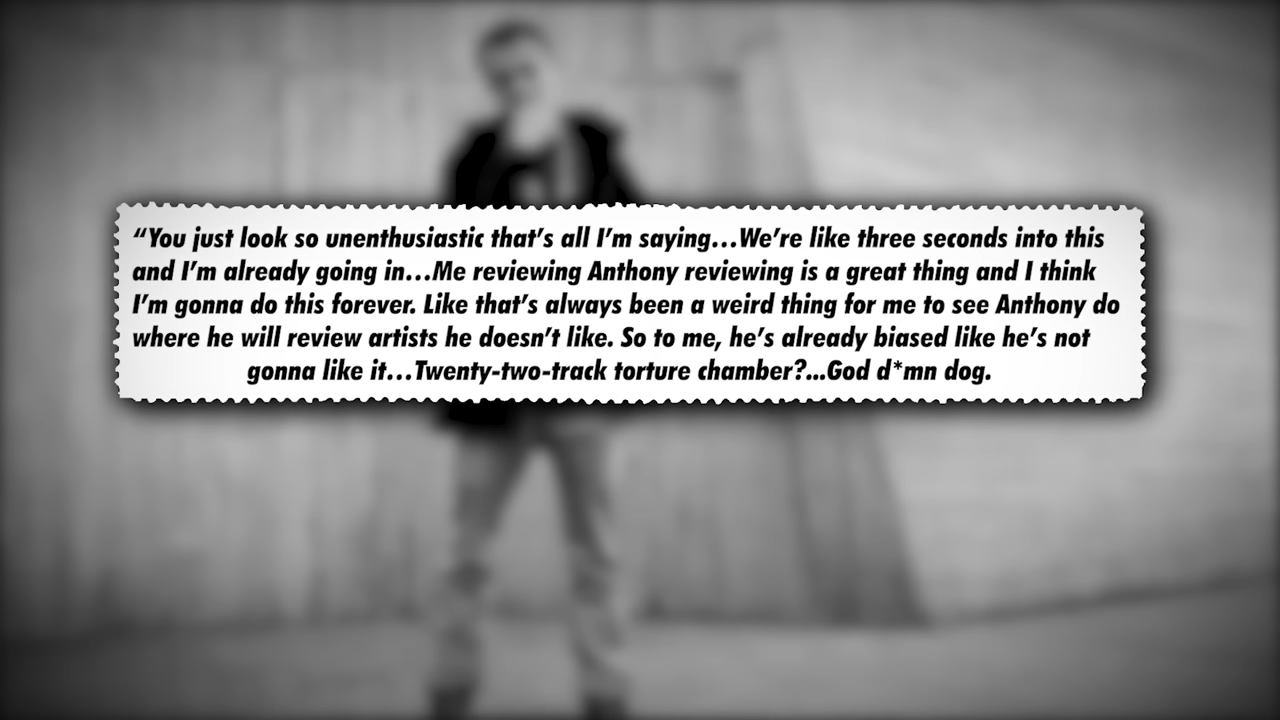 “You just look so unenthusiastic that’s all I’m saying...We’re like three seconds into this
and I’m already going in...Me reviewing Anthony reviewing is a great thing and I think
I’m gonna do this forever. Like that’s always been a weird thing for me to see Anthony do
where he will review artists he doesn’t like. So to me, he’s already biased like he’s not
gonna like it...Twenty-two-track torture chamber?...God d*mn dog.